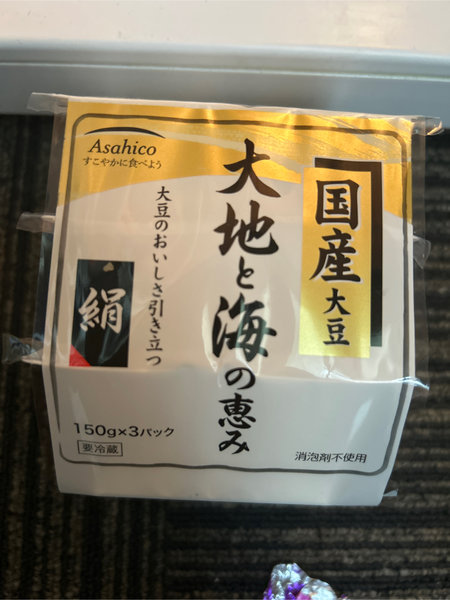 Asahico
すこやかに食べよう
国産大豆
大地と海の恵み
大豆のおいしさ引き立つ
絹
150g×3パック
要冷蔵
消泡剤不使用